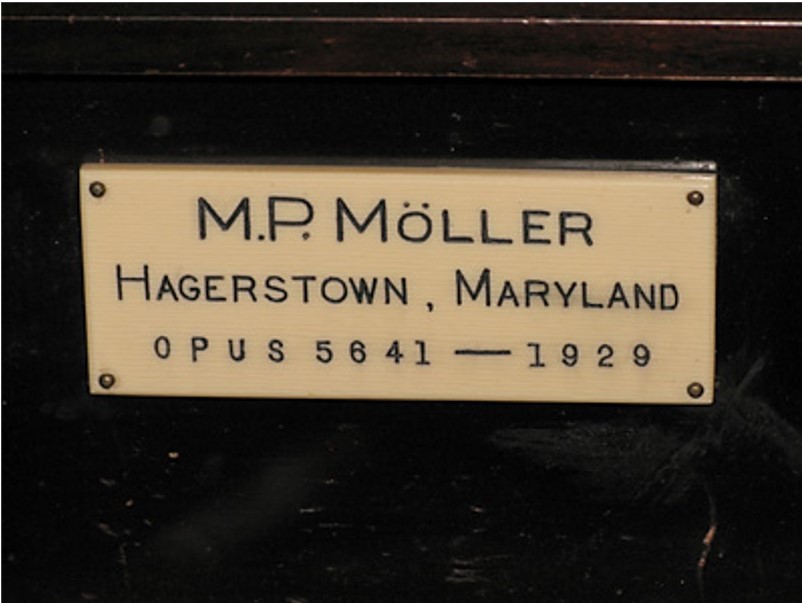 M.P. MÖLLER
HAGERSTOWN, MARYLAND
OPUS 5641 — 1929